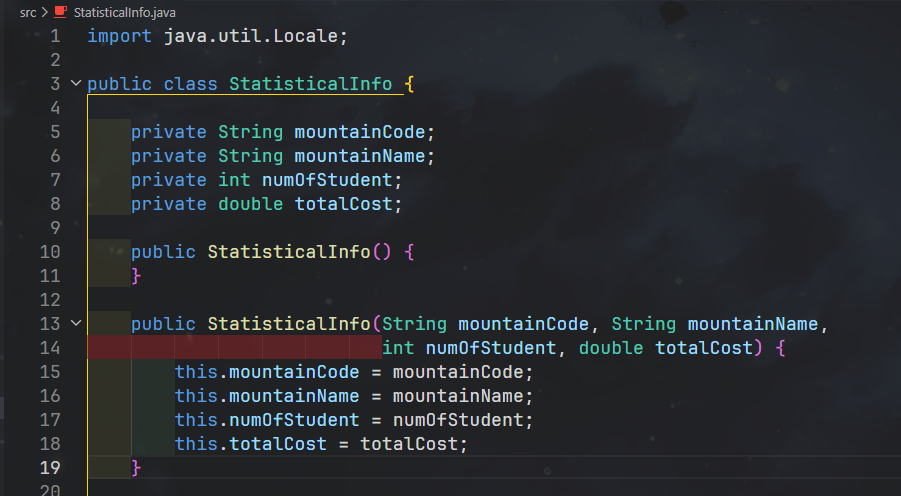 src > StatisticalInfo.java
1 import java.util.Locale;
2
3 public class StatisticalInfo {
4
5     private String mountainCode;
6     private String mountainName;
7     private int numOfStudent;
8     private double totalCost;
9
10     public StatisticalInfo() {
11     }
12
13     public StatisticalInfo(String mountainCode, String mountainName,
14                            int numOfStudent, double totalCost) {
15         this.mountainCode = mountainCode;
16         this.mountainName = mountainName;
17         this.numOfStudent = numOfStudent;
18         this.totalCost = totalCost;
19     }
20